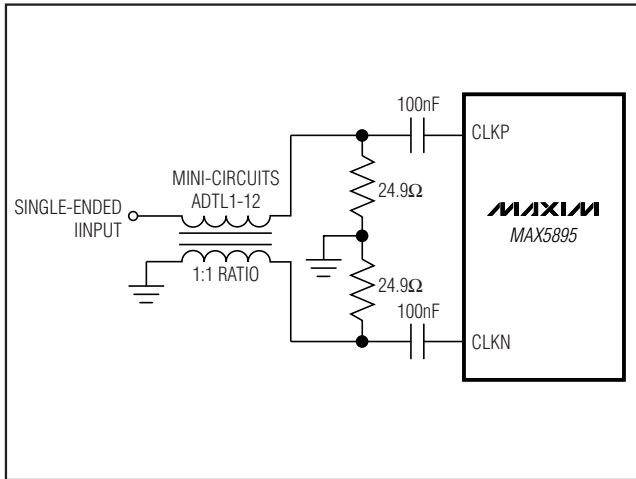 100nF
CLKP
MINI-CIRCUITS
ADTL1-12
24.9Ω
SINGLE-ENDED
IINPUT
MAXIM
MAX5895
1:1 RATIO
24.9Ω
100nF
CLKN